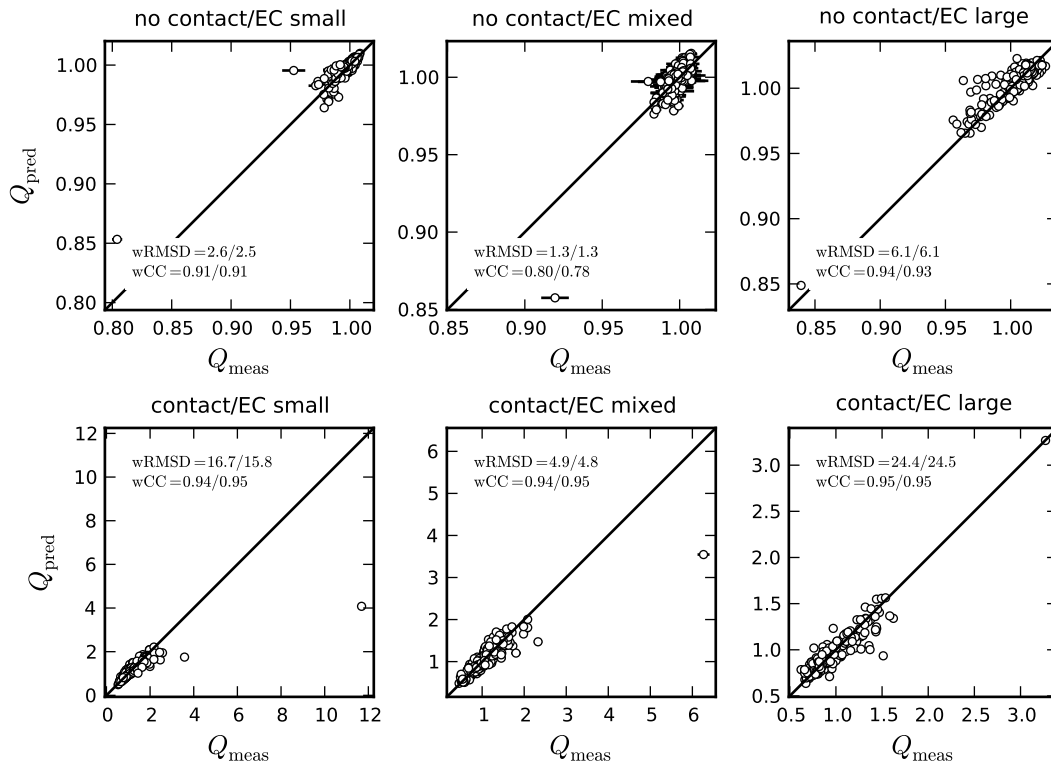 no contact/EC small
no contact/EC mixed
no contact/EC large
1.00
0.95
0.90
0.85
0.80
Q_pred
wRMSD=2.6/2.5
wCC=0.91/0.91
0.80 0.85 0.90 0.95 1.00
Q_meas
1.00
0.95
0.90
0.85
wRMSD=1.3/1.3
wCC=0.80/0.78
0.85 0.90 0.95 1.00
Q_meas
1.00
0.95
0.90
0.85
wRMSD=6.1/6.1
wCC=0.94/0.93
0.85 0.90 0.95 1.00
Q_meas
contact/EC small
contact/EC mixed
contact/EC large
12
10
8
6
4
2
0
Q_pred
wRMSD=16.7/15.8
wCC=0.94/0.95
0 2 4 6 8 10 12
Q_meas
6
5
4
3
2
1
wRMSD=4.9/4.8
wCC=0.94/0.95
1 2 3 4 5 6
Q_meas
3.0
2.5
2.0
1.5
1.0
0.5
wRMSD=24.4/24.5
wCC=0.95/0.95
0.5 1.0 1.5 2.0 2.5 3.0
Q_meas